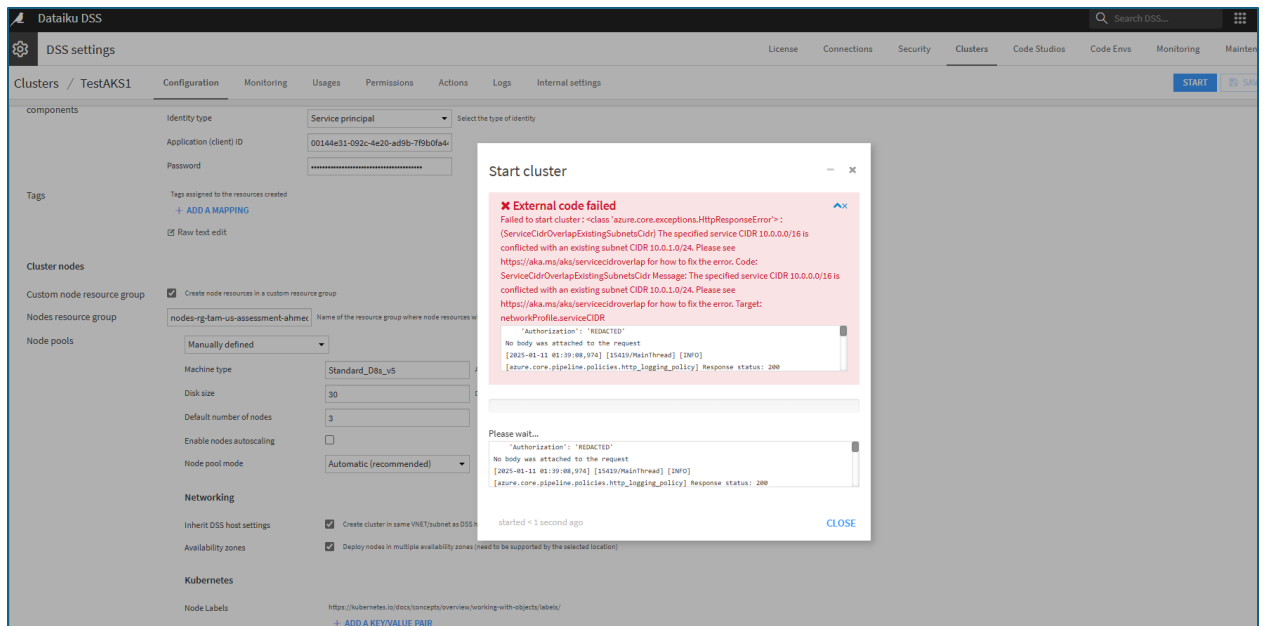 Dataiku DSS
Search DSS...
DSS settings
License Connections Security Clusters Code Studios Code Envs Monitoring Mainten
Clusters / TestAKS1 Configuration Monitoring Usages Permissions Actions Logs Internal settings START SAV
components
Identity type Service principal Select the type of identity
Application (client) ID 00144e31-092c-4e20-ad9b-7f9b0fa4
Password
Tags Tags assigned to the resources created
+ ADD A MAPPING
Raw text edit
Cluster nodes
Custom node resource group Create node resources in a custom resource group
Nodes resource group nodes-rg-tam-us-assessment-ahmec Name of the resource group where node resources wi
Node pools Manually defined
Machine type Standard_D8s_v5
Disk size 30
Default number of nodes 3
Enable nodes autoscaling
Node pool mode Automatic (recommended)
Networking
Inherit DSS host settings Create cluster in same VNET/subnet as DSS h
Availability zones Deploy nodes in multiple availability zones (need to be supported by the selected location)
Kubernetes
Node Labels https://kubernetes.io/docs/concepts/overview/working-with-objects/labels/
+ ADD A KEY/VALUE PAIR
Start cluster
External code failed
Failed to start cluster : <class 'azure.core.exceptions.HttpResponseError'> :
(ServiceCidrOverlapExistingSubnetsCidr) The specified service CIDR 10.0.0.0/16 is
conflicted with an existing subnet CIDR 10.0.1.0/24. Please see
https://aka.ms/aks/servicecidroverlap for how to fix the error. Code:
ServiceCidrOverlapExistingSubnetsCidr Message: The specified service CIDR 10.0.0.0/16 is
conflicted with an existing subnet CIDR 10.0.1.0/24. Please see
https://aka.ms/aks/servicecidroverlap for how to fix the error. Target:
networkProfile.serviceCIDR
'Authorization': 'REDACTED'
No body was attached to the request
[2025-01-11 01:39:08,974] [15419/MainThread] [INFO]
[azure.core.pipeline.policies.http_logging_policy] Response status: 200
Please wait...
'Authorization': 'REDACTED'
No body was attached to the request
[2025-01-11 01:39:08,974] [15419/MainThread] [INFO]
[azure.core.pipeline.policies.http_logging_policy] Response status: 200
started < 1 second ago
CLOSE